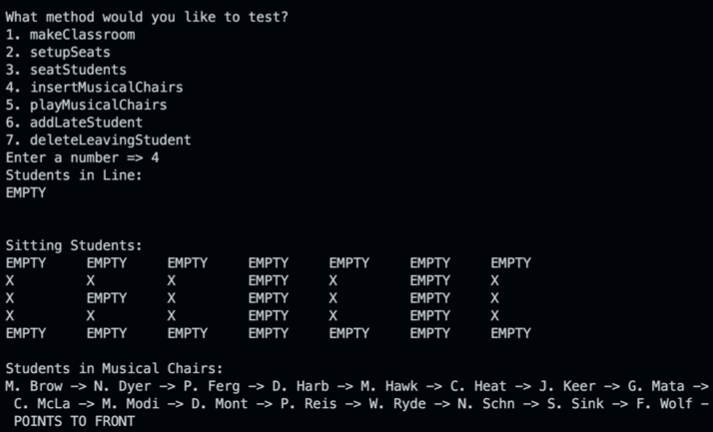 What method would you like to test?
1. makeClassroom
2. setupSeats
3. seatStudents
4. insertMusicalChairs
5. playMusicalChairs
6. addLateStudent
7. deleteLeavingStudent
Enter a number => 4
Students in Line:
EMPTY
Sitting Students:
EMPTY EMPTY EMPTY EMPTY EMPTY EMPTY EMPTY
X X X EMPTY X EMPTY X
X EMPTY X EMPTY X EMPTY X
X X X EMPTY X EMPTY X
EMPTY EMPTY EMPTY EMPTY EMPTY EMPTY EMPTY
Students in Musical Chairs:
M. Brow -> N. Dyer -> P. Ferg -> D. Harb -> M. Hawk -> C. Heat -> J. Keer -> G. Mata ->
C. McLa -> M. Modi -> D. Mont -> P. Reis -> W. Ryde -> N. Schn -> S. Sink -> F. Wolf -
POINTS TO FRONT